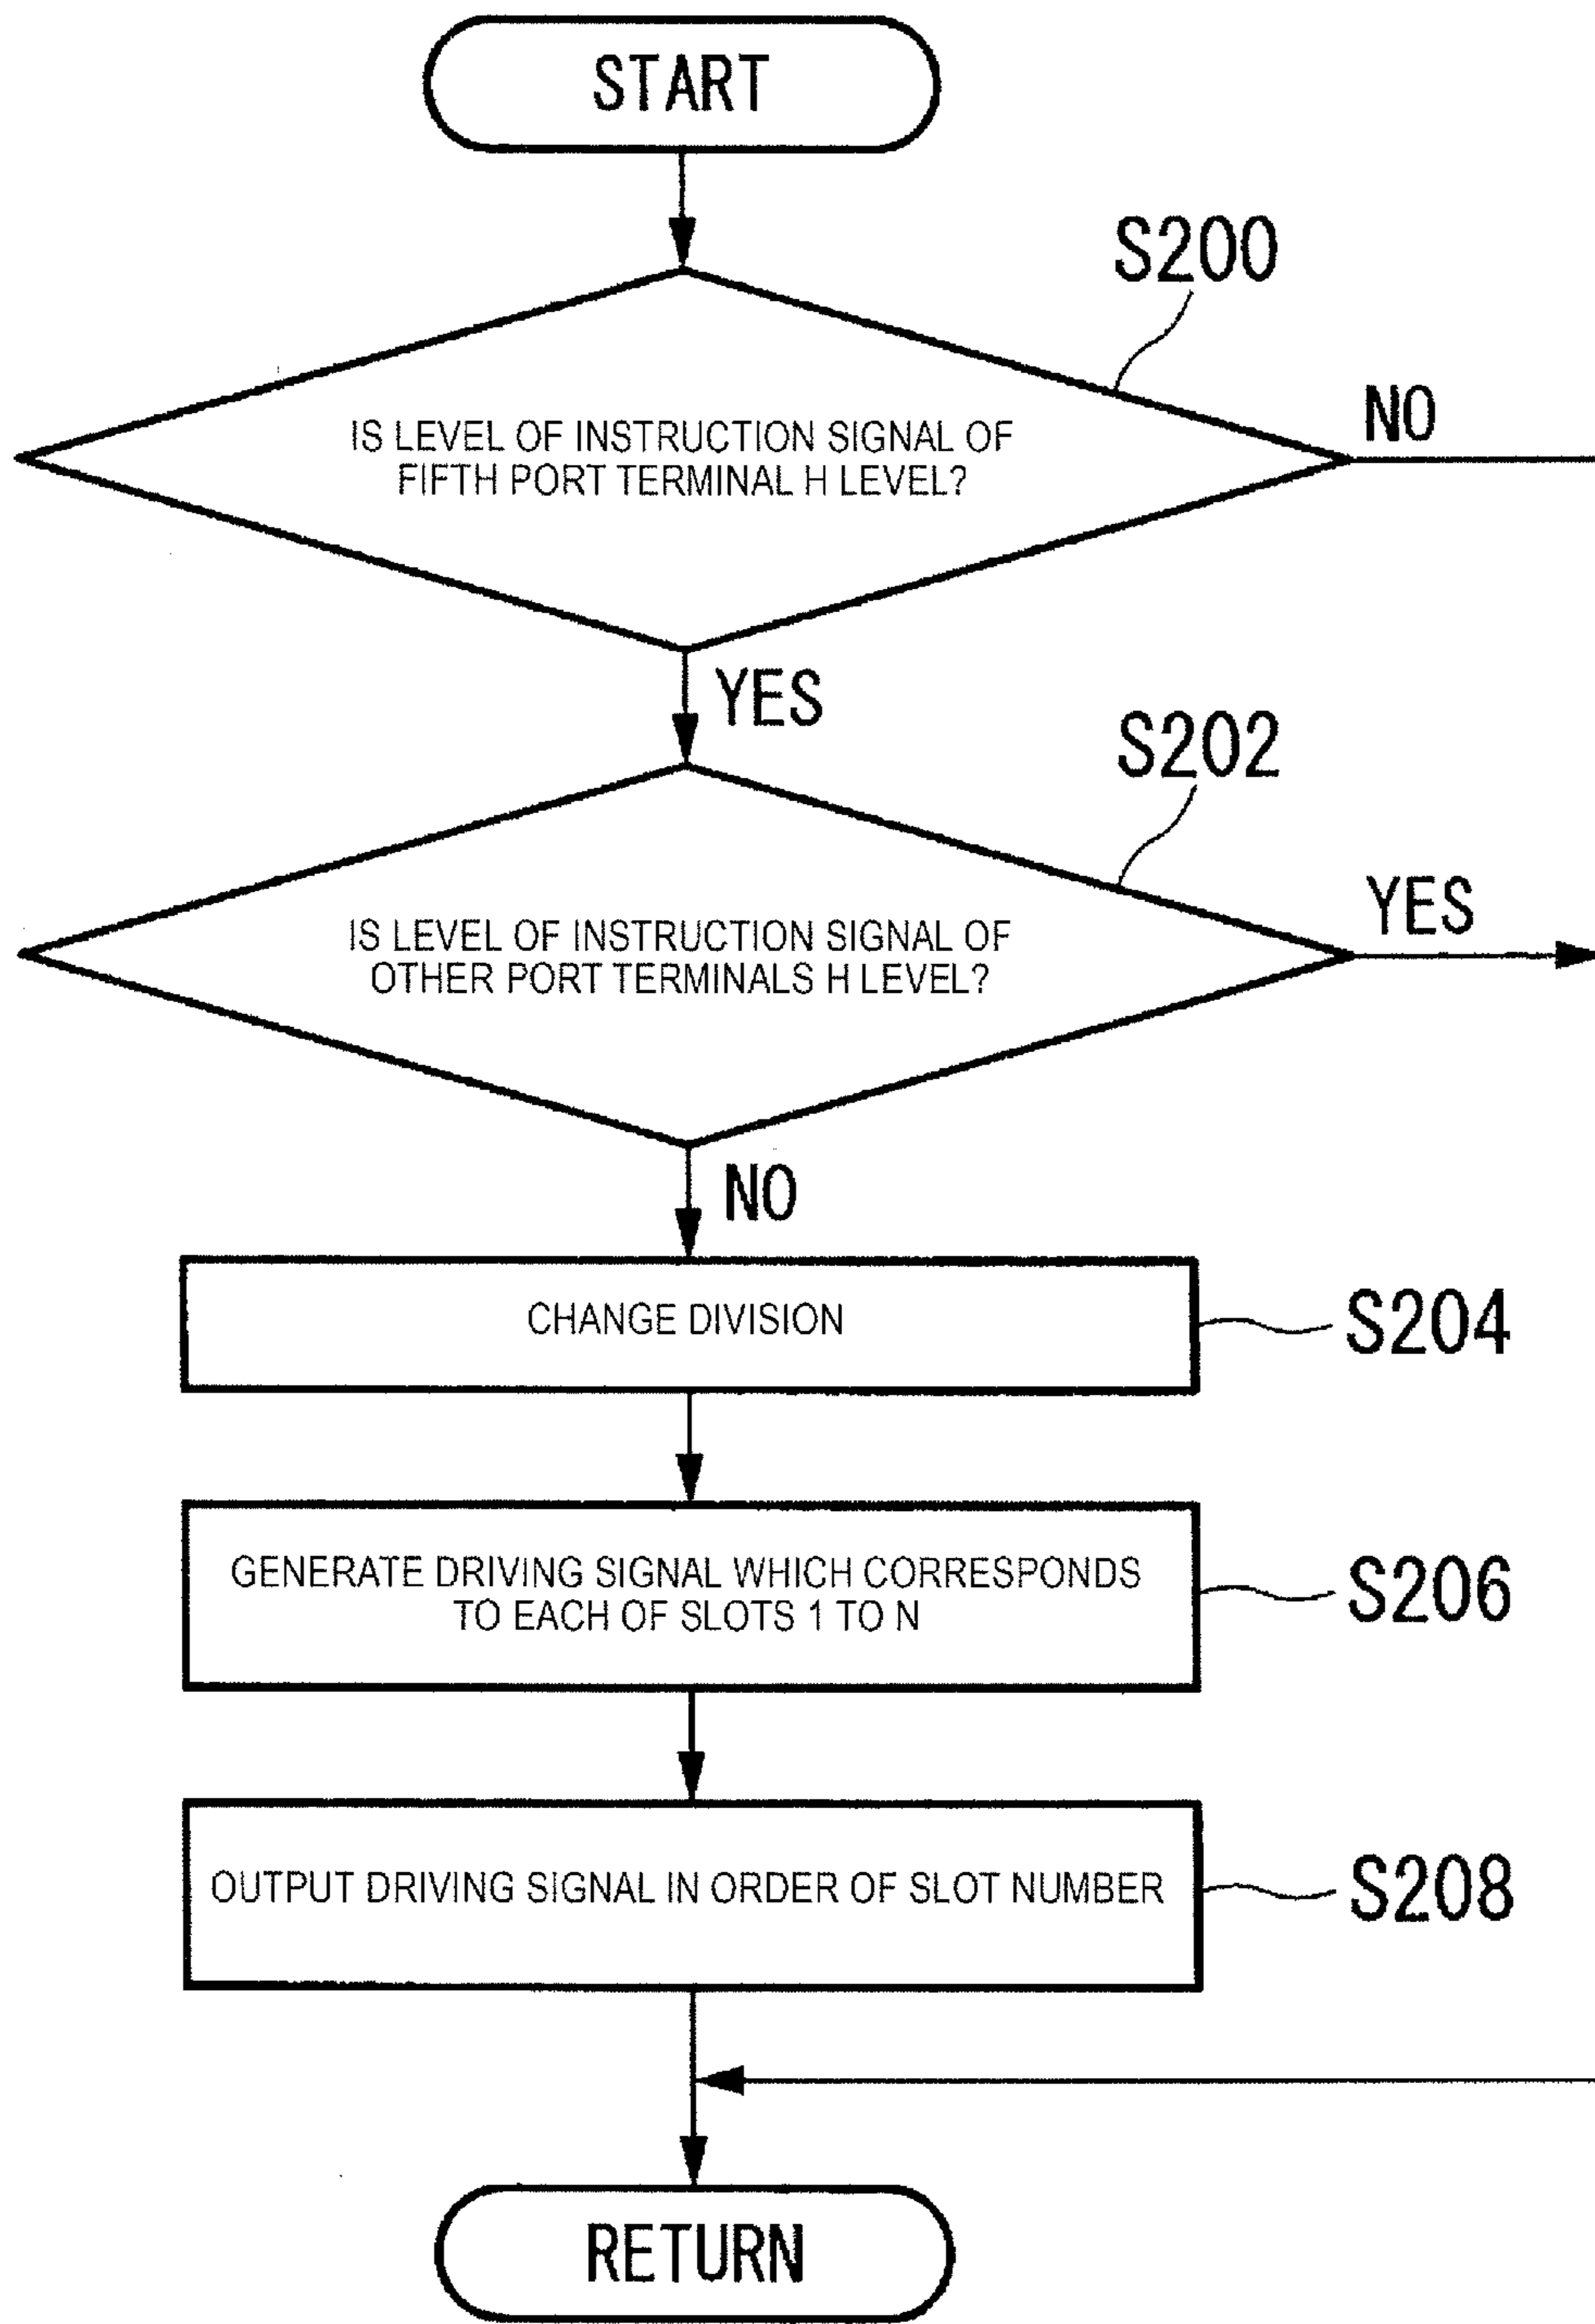 START
S200
IS LEVEL OF INSTRUCTION SIGNAL OF
FIFTH PORT TERMINAL H LEVEL?
NO
YES
S202
IS LEVEL OF INSTRUCTION SIGNAL OF
OTHER PORT TERMINALS H LEVEL?
YES
NO
CHANGE DIVISION
S204
GENERATE DRIVING SIGNAL WHICH CORRESPONDS
TO EACH OF SLOTS 1 TO N
S206
OUTPUT DRIVING SIGNAL IN ORDER OF SLOT NUMBER
S208
RETURN